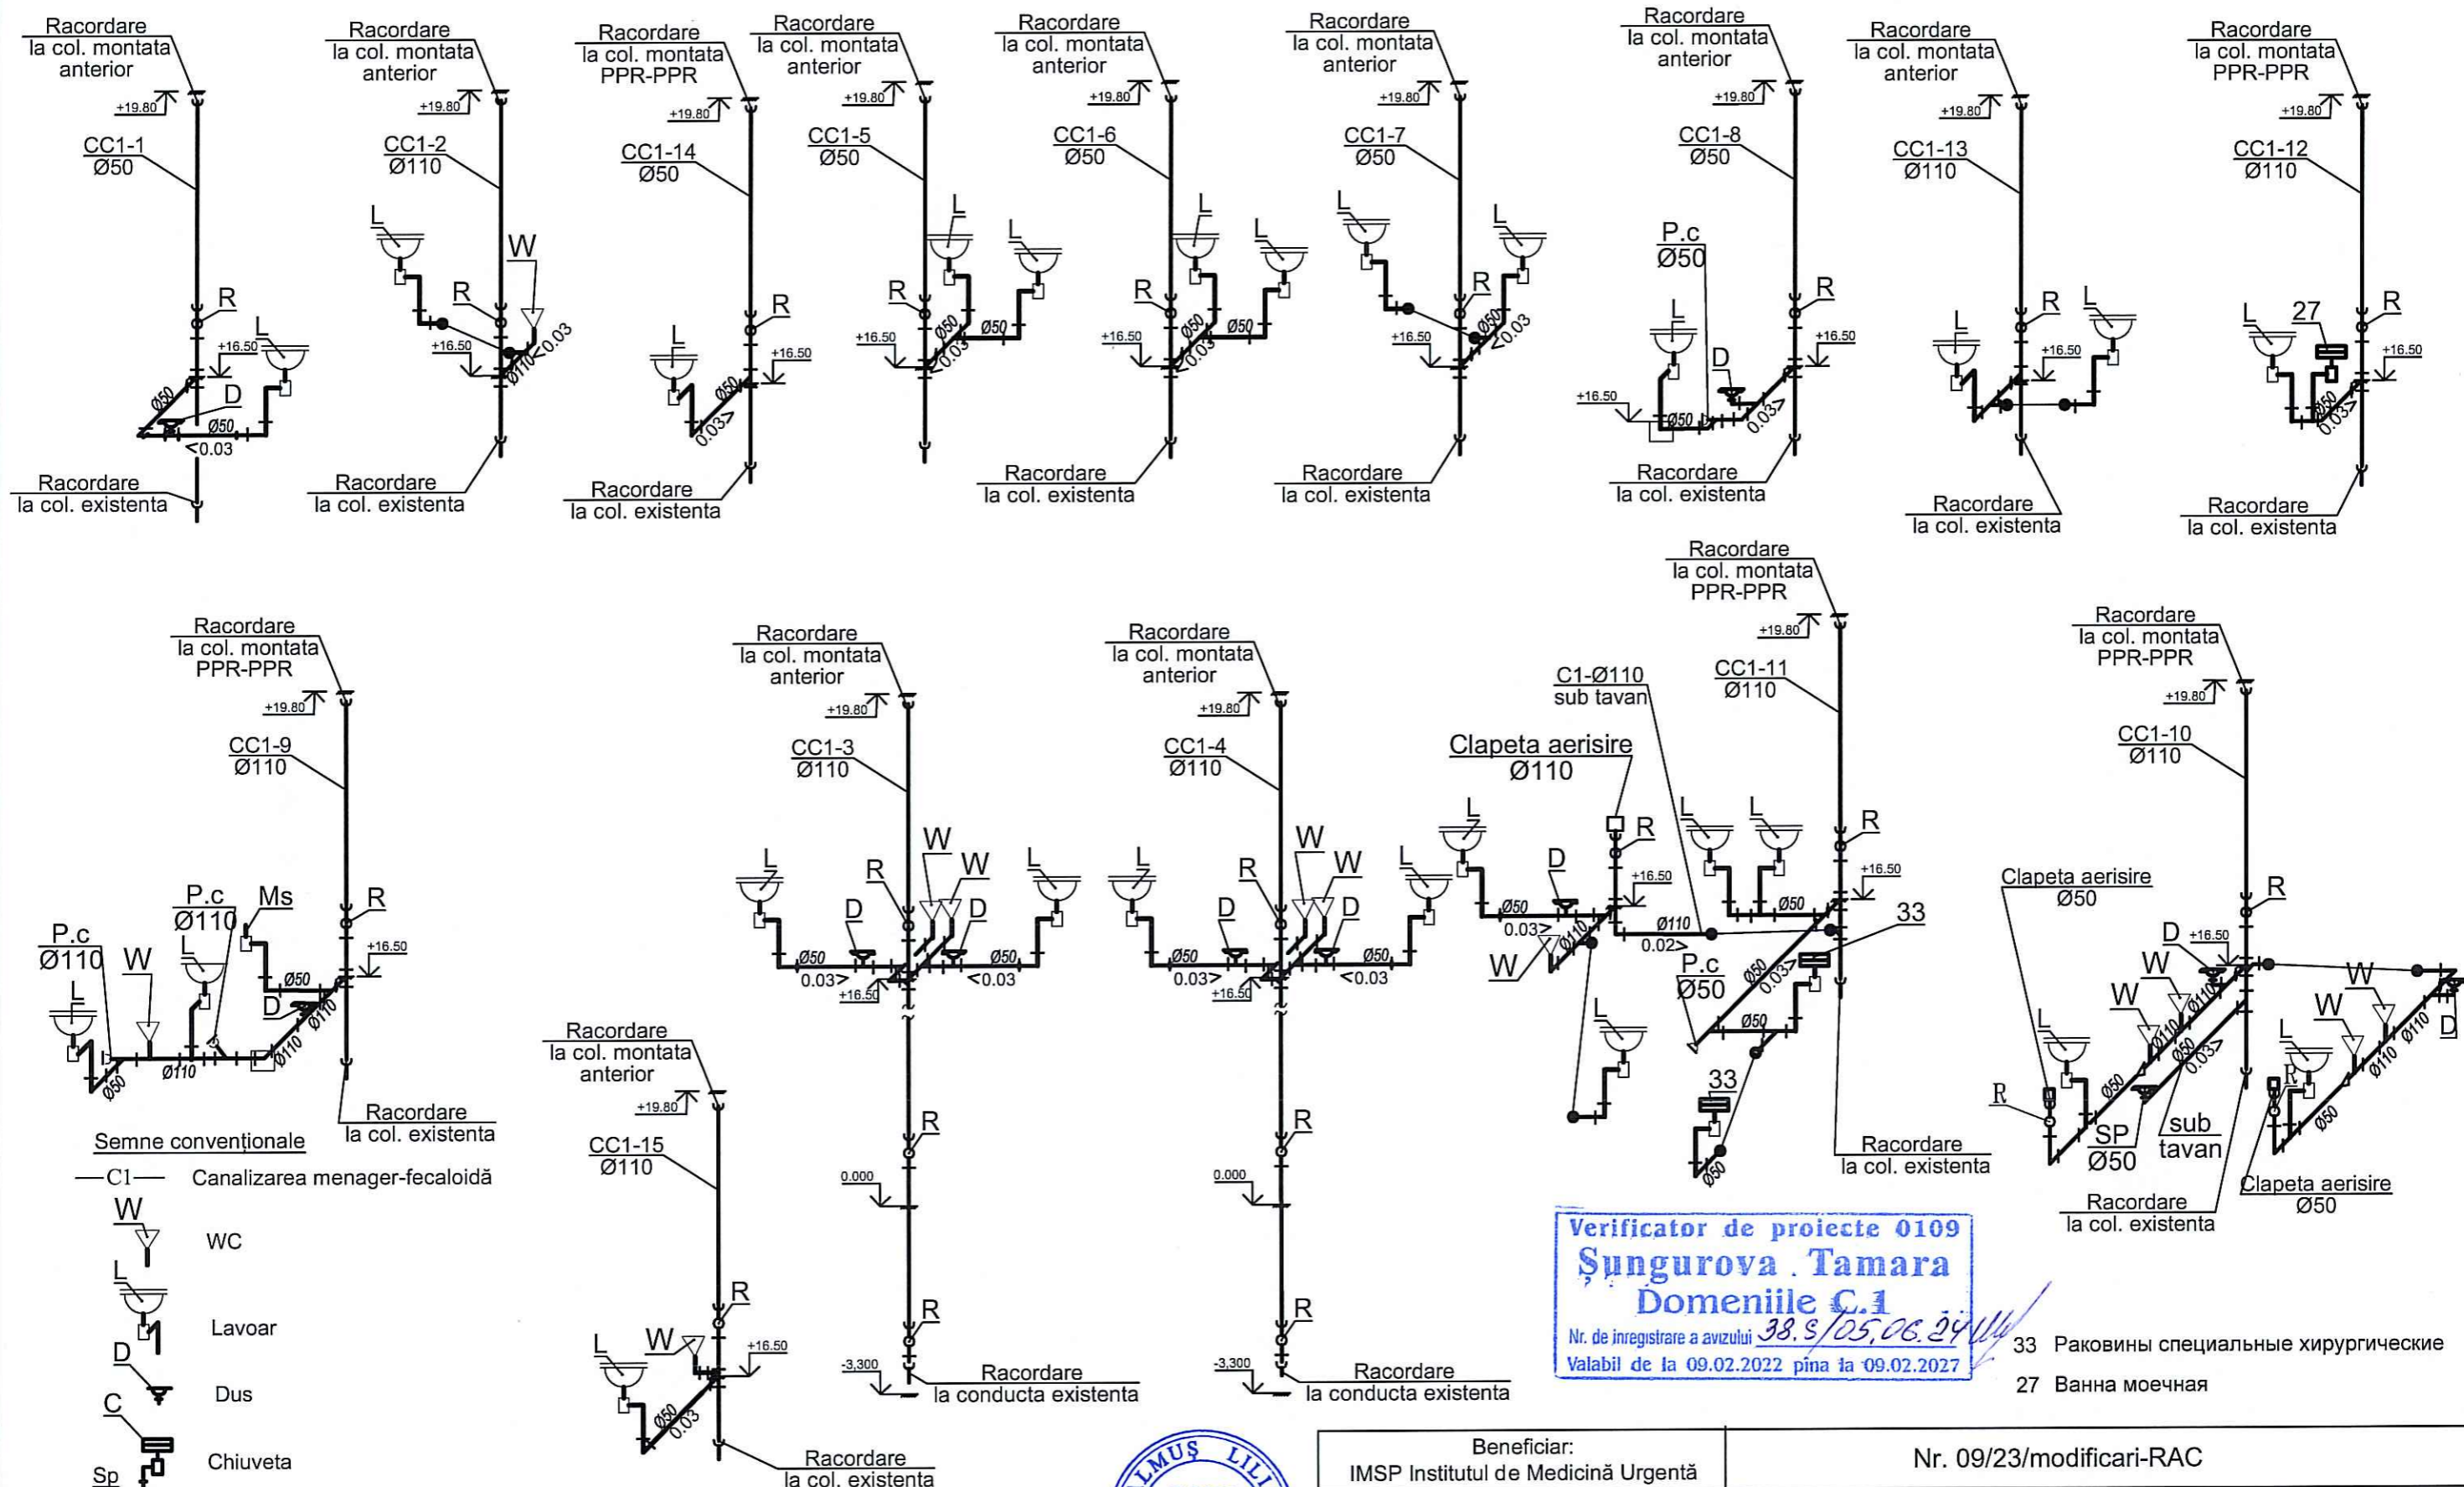 Racordare
la col. montata
anterior
+19.80
CC1-1
Ø50
R
L
+16.50
Ø50
D
Ø50
<0.03
Racordare
la col. existenta
Racordare
la col. montata
anterior
+19.80
CC1-2
Ø110
L
W
R
+16.50
Ø110
<0.03
Racordare
la col. existenta
Racordare
la col. montata
PPR-PPR
+19.80
CC1-14
Ø50
R
L
+16.50
Ø50
0.03>
Racordare
la col. existenta
Racordare
la col. montata
anterior
+19.80
CC1-5
Ø50
L
L
R
+16.50
Ø50
Ø50
<0.03
Racordare
la col. montata
anterior
+19.80
CC1-6
Ø50
L
L
R
+16.50
Ø50
Ø50
<0.03
Racordare
la col. existenta
Racordare
la col. montata
anterior
+19.80
CC1-7
Ø50
L
L
R
+16.50
Ø50
<0.03
Racordare
la col. existenta
Racordare
la col. montata
anterior
+19.80
CC1-8
Ø50
P.c
Ø50
R
L
D
+16.50
+16.50
Ø50
0.03>
Racordare
la col. existenta
Racordare
la col. montata
anterior
+19.80
CC1-13
Ø110
R
L
L
+16.50
Racordare
la col. existenta
Racordare
la col. montata
PPR-PPR
+19.80
CC1-12
Ø110
27
R
L
+16.50
Ø50
0.03>
Racordare
la col. existenta
Racordare
la col. montata
PPR-PPR
+19.80
CC1-9
Ø110
P.c
Ø110
Ms
R
P.c
Ø110
W
L
+16.50
L
Ø50
D
Ø110
Ø110
Ø110
Ø50
Racordare
la col. existenta
Racordare
la col. montata
anterior
+19.80
CC1-3
Ø110
W
W
L
R
L
D
D
Ø50
Ø50
0.03>
<0.03
+16.50
R
0.000
R
-3,300
Racordare
la conducta existenta
Racordare
la col. montata
anterior
+19.80
CC1-4
Ø110
W
W
L
R
L
D
D
Ø50
Ø50
0.03>
<0.03
+16.50
R
0.000
R
-3,300
Racordare
la conducta existenta
Racordare
la col. montata
PPR-PPR
+19.80
C1-Ø110
sub tavan
CC1-11
Ø110
Clapeta aerisire
Ø110
L
L
L
R
R
D
+16.50
+16.50
Ø50
0.03>
Ø110
Ø110
0.02>
Ø50
33
W
P.c
Ø50
Ø50
0.03>
Ø50
L
33
Ø50
Racordare
la col. existenta
Racordare
la col. montata
PPR-PPR
+19.80
CC1-10
Ø110
Clapeta aerisire
Ø50
R
D
+16.50
W
W
W
W
Ø110
Ø110
Ø110
Ø110
D
L
L
Ø50
Ø50
0.03>
R
R
Ø50
SP
Ø50
sub
tavan
Clapeta aerisire
Ø50
Racordare
la col. existenta
Racordare
la col. montata
anterior
+19.80
CC1-15
Ø110
R
L
W
+16.50
Ø50
0.03
Racordare
la col. existenta
Semne convenționale
C1 Canalizarea menager-fecaloidă
W
WC
L
Lavoar
D
Dus
C
Chiuveta
Sp
Verificator de proiecte 0109
Șungurova Tamara
Domeniile C.1
Nr. de inregistrare a avizului 38.S/05.06.24
Valabil de la 09.02.2022 pina la 09.02.2027
33 Раковины специальные хирургические
27 Ванна моечная
Beneficiar:
IMSP Institutul de Medicină Urgentă
Nr. 09/23/modificari-RAC